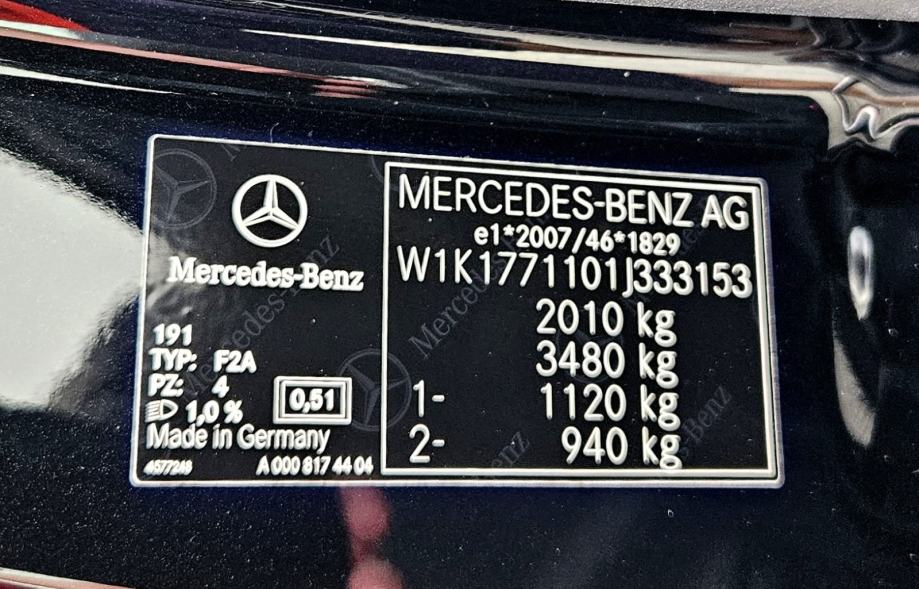 Mercedes-Benz
191
TYP: F2A
PZ: 4
1,0 %
0,51
Made in Germany
4577248
A 000 817 44 04
MERCEDES-BENZ AG
e1*2007/46*1829
W1K1771101J333153
2010 kg
3480 kg
1- 1120 kg
2- 940 kg